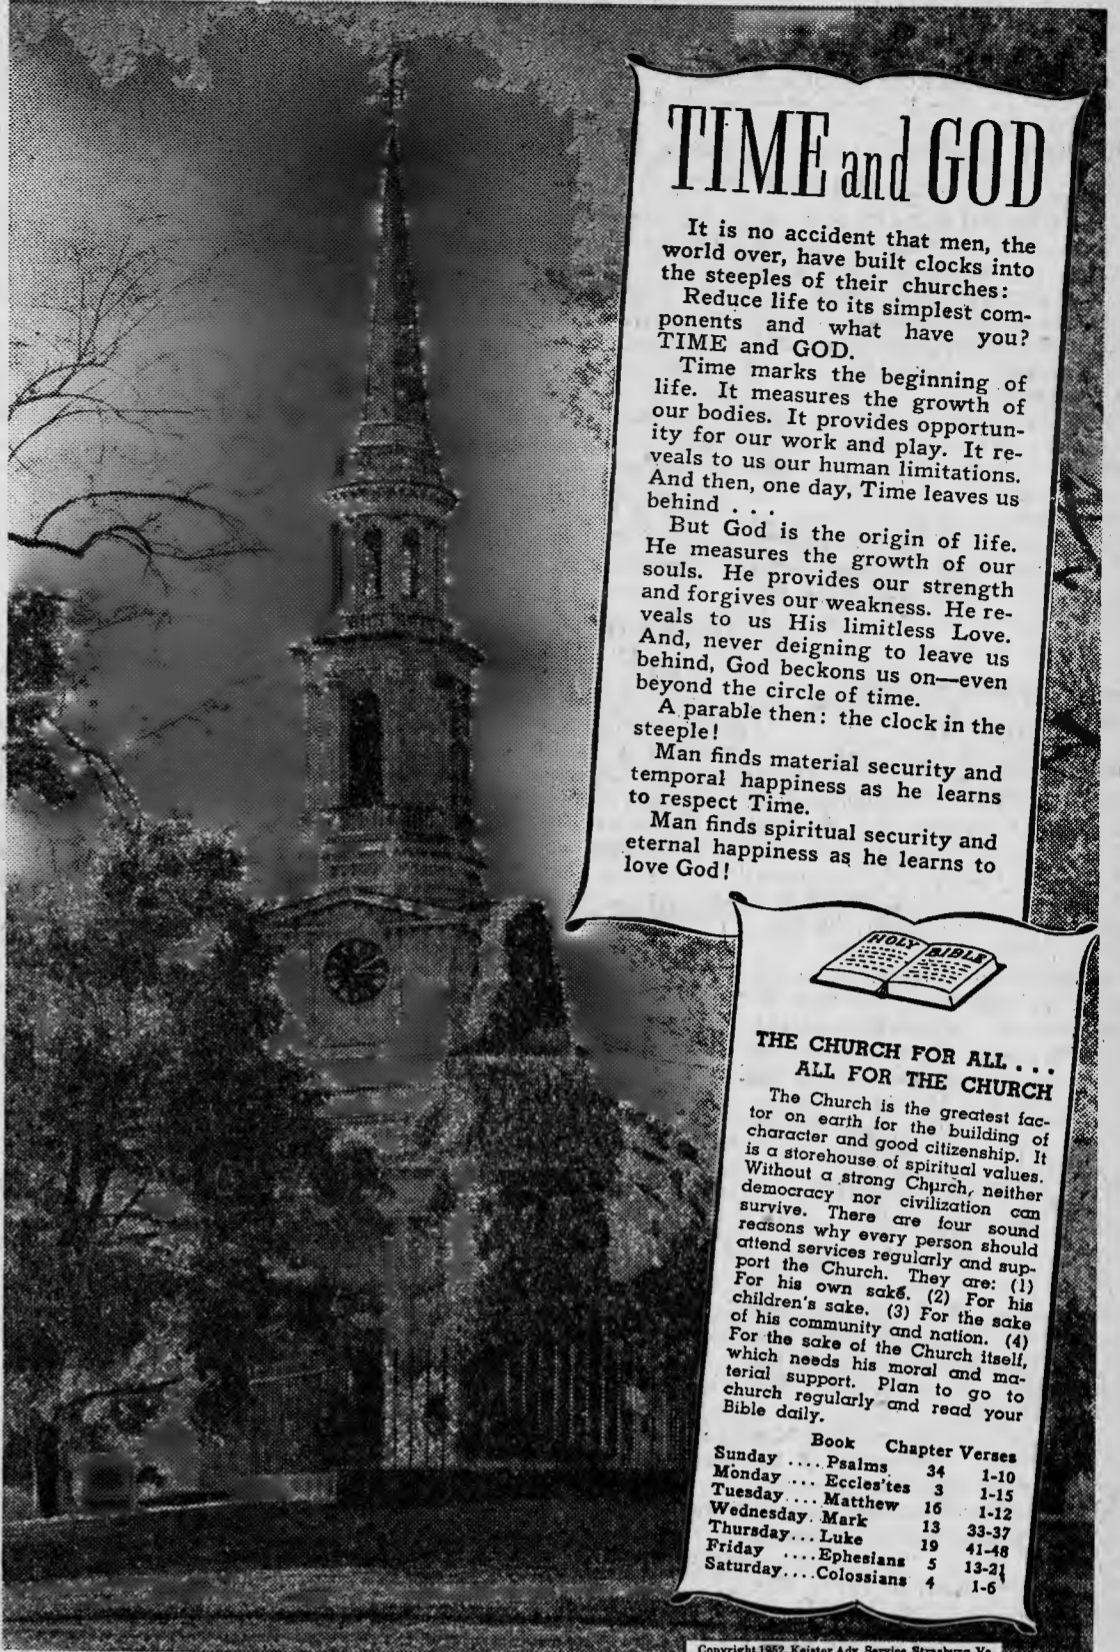 TIME and GOD
It is no accident that men, the
world over, have built clocks into
the steeples of their churches:
Reduce life to its simplest com-
ponents and what have you?
TIME and GOD.
Time marks the beginning of
life. It measures the growth of
our bodies. It provides opportun-
ity for our work and play. It re-
veals to us our human limitations.
And then, one day, Time leaves us
behind . . .
But God is the origin of life.
He measures the growth of our
souls. He provides our strength
and forgives our weakness. He re-
veals to us His limitless Love.
And, never deigning to leave us
behind, God beckons us on—even
beyond the circle of time.
A parable then: the clock in the
steeple!
Man finds material security and
temporal happiness as he learns
to respect Time.
Man finds spiritual security and
eternal happiness as he learns to
love God!
HOLY BIBLE
THE CHURCH FOR ALL . . .
ALL FOR THE CHURCH
The Church is the greatest fac-
tor on earth for the building of
character and good citizenship. It
is a storehouse of spiritual values.
Without a strong Church, neither
democracy nor civilization can
survive. There are four sound
reasons why every person should
attend services regularly and sup-
port the Church. They are: (1)
For his own sake. (2) For his
children's sake. (3) For the sake
of his community and nation. (4)
For the sake of the Church itself,
which needs his moral and ma-
terial support. Plan to go to
church regularly and read your
Bible daily.
Book Chapter Verses
Sunday .... Psalms 34 1-10
Monday ... Eccles'tes 3 1-15
Tuesday .... Matthew 16 1-12
Wednesday. Mark 13 33-37
Thursday... Luke 19 41-48
Friday .... Ephesians 5 13-21
Saturday.... Colossians 4 1-6
Copyright 1952, Keister Adv. Service, Strasburg, Va.